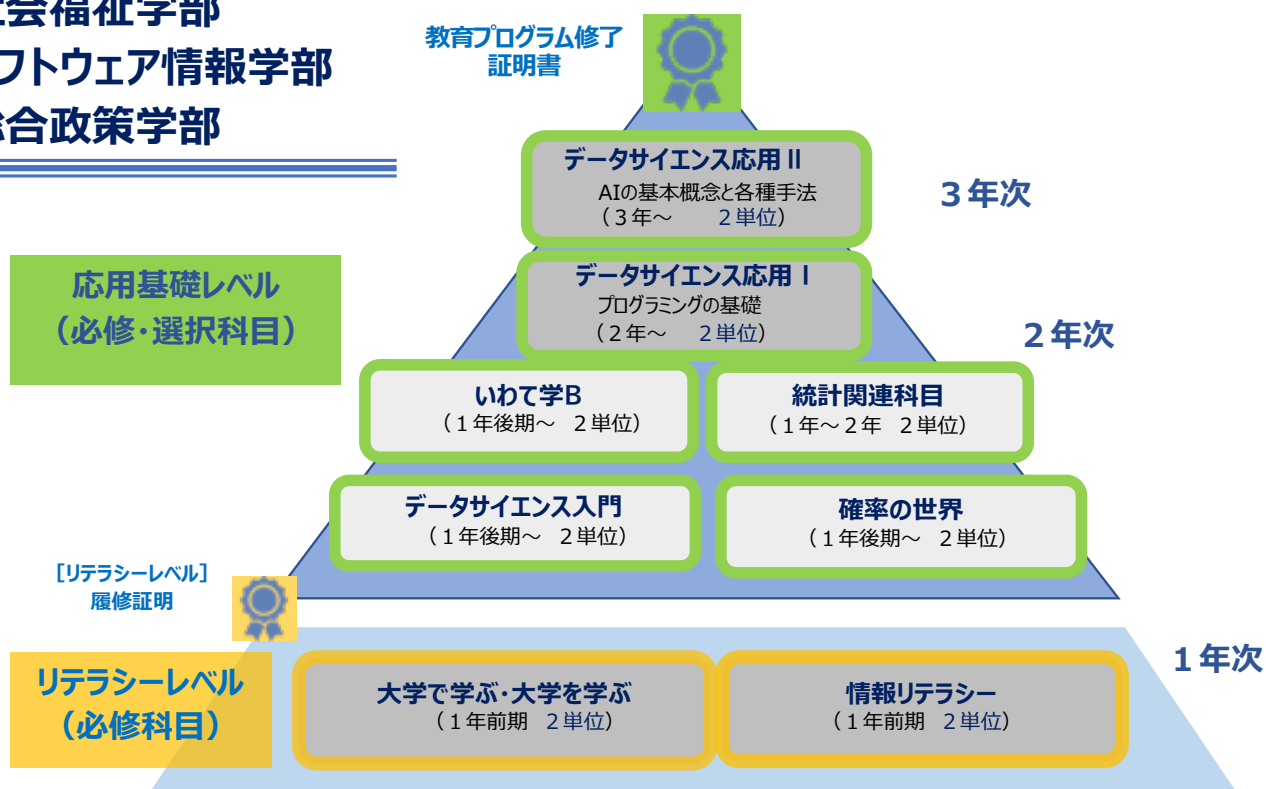 会福祉学部
フトウェア情報学部
総合政策学部
教育プログラム修了
証明書
データサイエンス応用Ⅱ
AIの基本概念と各種手法
（３年～　２単位）
３年次
応用基礎レベル
（必修・選択科目）
データサイエンス応用Ⅰ
プログラミングの基礎
（２年～　２単位）
２年次
いわて学B
（１年後期～　２単位）
統計関連科目
（１年～２年　２単位）
データサイエンス入門
（１年後期～　２単位）
確率の世界
（１年後期～　２単位）
［リテラシーレベル］
履修証明
１年次
リテラシーレベル
（必修科目）
大学で学ぶ・大学を学ぶ
（１年前期　２単位）
情報リテラシー
（１年前期　２単位）